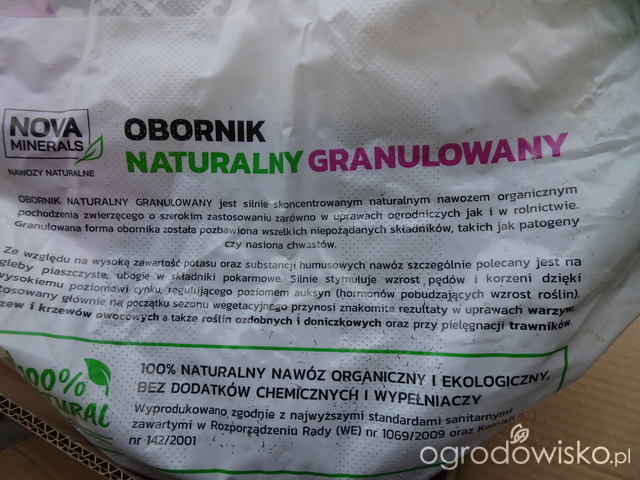 NOVA
MINERALS
NAWOZY NATURALNE
OBORNIK
NATURALNY GRANULOWANY
OBORNIK NATURALNY GRANULOWANY jest silnie skoncentrowanym naturalnym nawozem organicznym
pochodzenia zwierzęcego o szerokim zastosowaniu zarówno w uprawach ogrodniczych jak i w rolnictwie.
Granulowana forma obornika została pozbawiona wszelkich niepożądanych składników, takich jak patogeny
czy nasiona chwastów.
Ze względu na wysoką zawartość potasu oraz substancji humusowych nawóz szczególnie polecany jest na
gleby piaszczyste, ubogie w składniki pokarmowe. Silnie stymuluje wzrost pędów i korzeni dzięki
wysokiemu poziomowi cynku, regulującego poziomem auksyn (hormonów pobudzających wzrost roślin).
tosowany głównie na początku sezonu wegetacyjnego przynosi znakomite rezultaty w uprawach warzyw,
zew i krzewów owocowych a także roślin ozdobnych i doniczkowych oraz przy pielęgnacji trawników.
100%
TURAL
100% NATURALNY NAWÓZ ORGANICZNY I EKOLOGICZNY,
BEZ DODATKÓW CHEMICZNYCH I WYPEŁNIACZY
Wyprodukowano zgodnie z najwyższymi standardami sanitarnymi
zawartymi w Rozporządzeniu Rady (WE) nr 1069/2009 oraz
nr 142/2001
ogrodowisko.pl